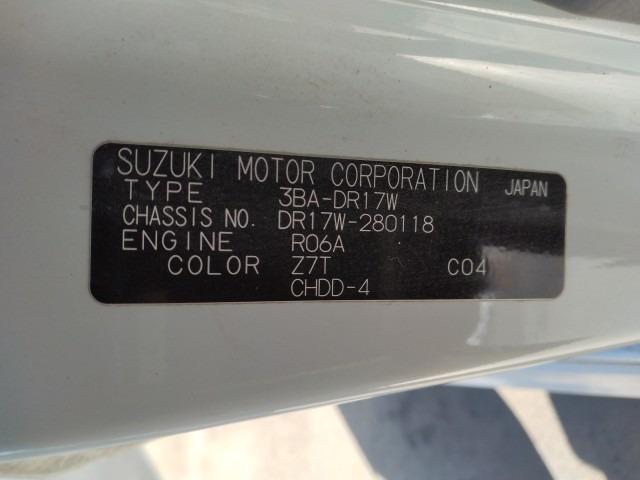 SUZUKI MOTOR CORPORATION JAPAN
TYPE 3BA-DR17W
CHASSIS NO. DR17W-280118
ENGINE R06A
COLOR Z7T C04
CHDD-4